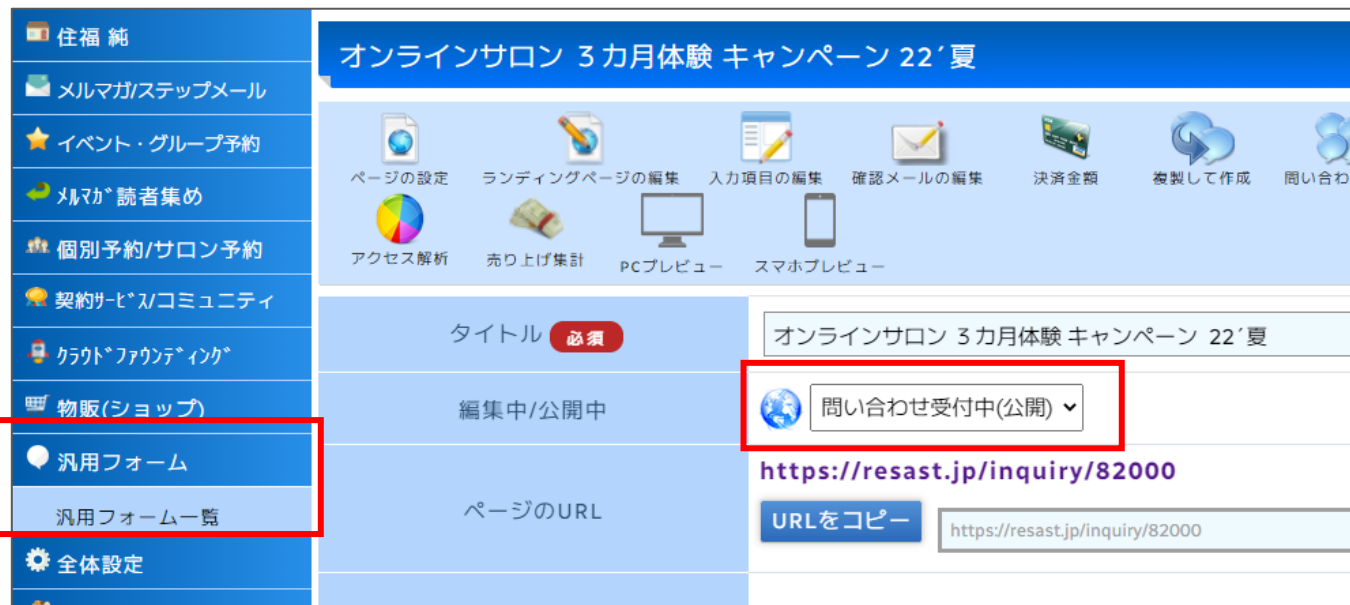 住福 純
メルマガ/ステップメール
イベント・グループ予約
ﾒﾙﾏｶﾞ読者集め
個別予約/サロン予約
契約ｻｰﾋﾞｽ/コミュニティ
ｸﾗｳﾄﾞﾌｧｳﾝﾃﾞｨﾝｸﾞ
物販(ショップ)
汎用フォーム
汎用フォーム一覧
全体設定
オンラインサロン 3カ月体験 キャンペーン 22´夏
ページの設定 ランディングページの編集 入力項目の編集 確認メールの編集 決済金額 複製して作成 問い合わ
アクセス解析 売り上げ集計 PCプレビュー スマホプレビュー
タイトル 必須 オンラインサロン 3カ月体験 キャンペーン 22´夏
編集中/公開中 問い合わせ受付中(公開)
https://resast.jp/inquiry/82000
ページのURL URLをコピー https://resast.jp/inquiry/82000